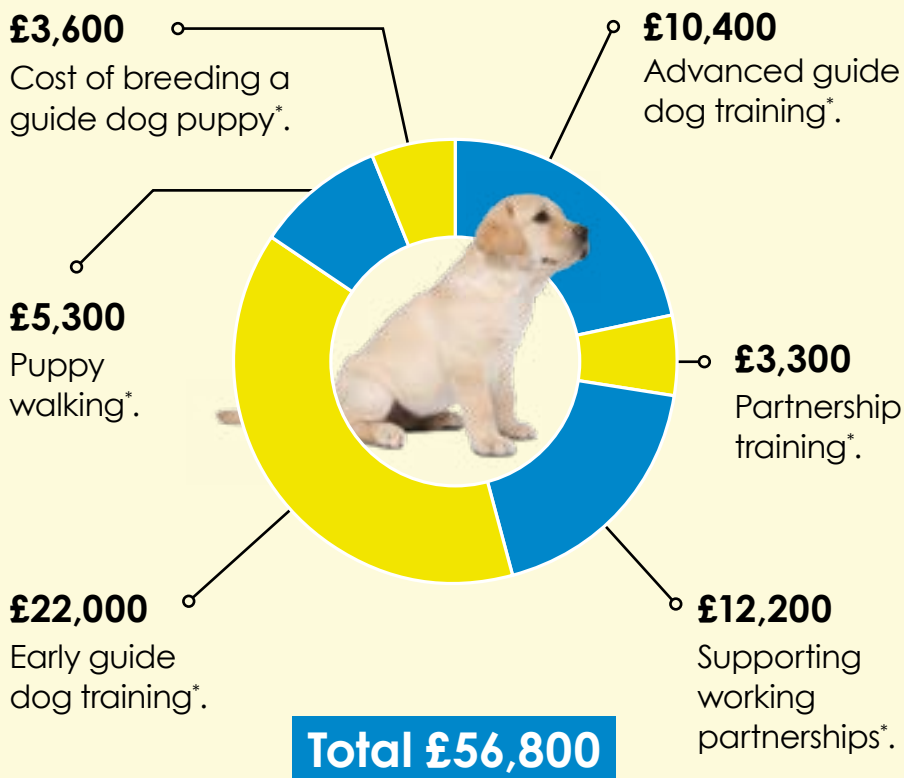 £3,600
Cost of breeding a
guide dog puppy*.
£10,400
Advanced guide
dog training*.
£5,300
Puppy
walking*.
£3,300
Partnership
training*.
£22,000
Early guide
dog training*.
£12,200
Supporting
working
partnerships*.
Total £56,800